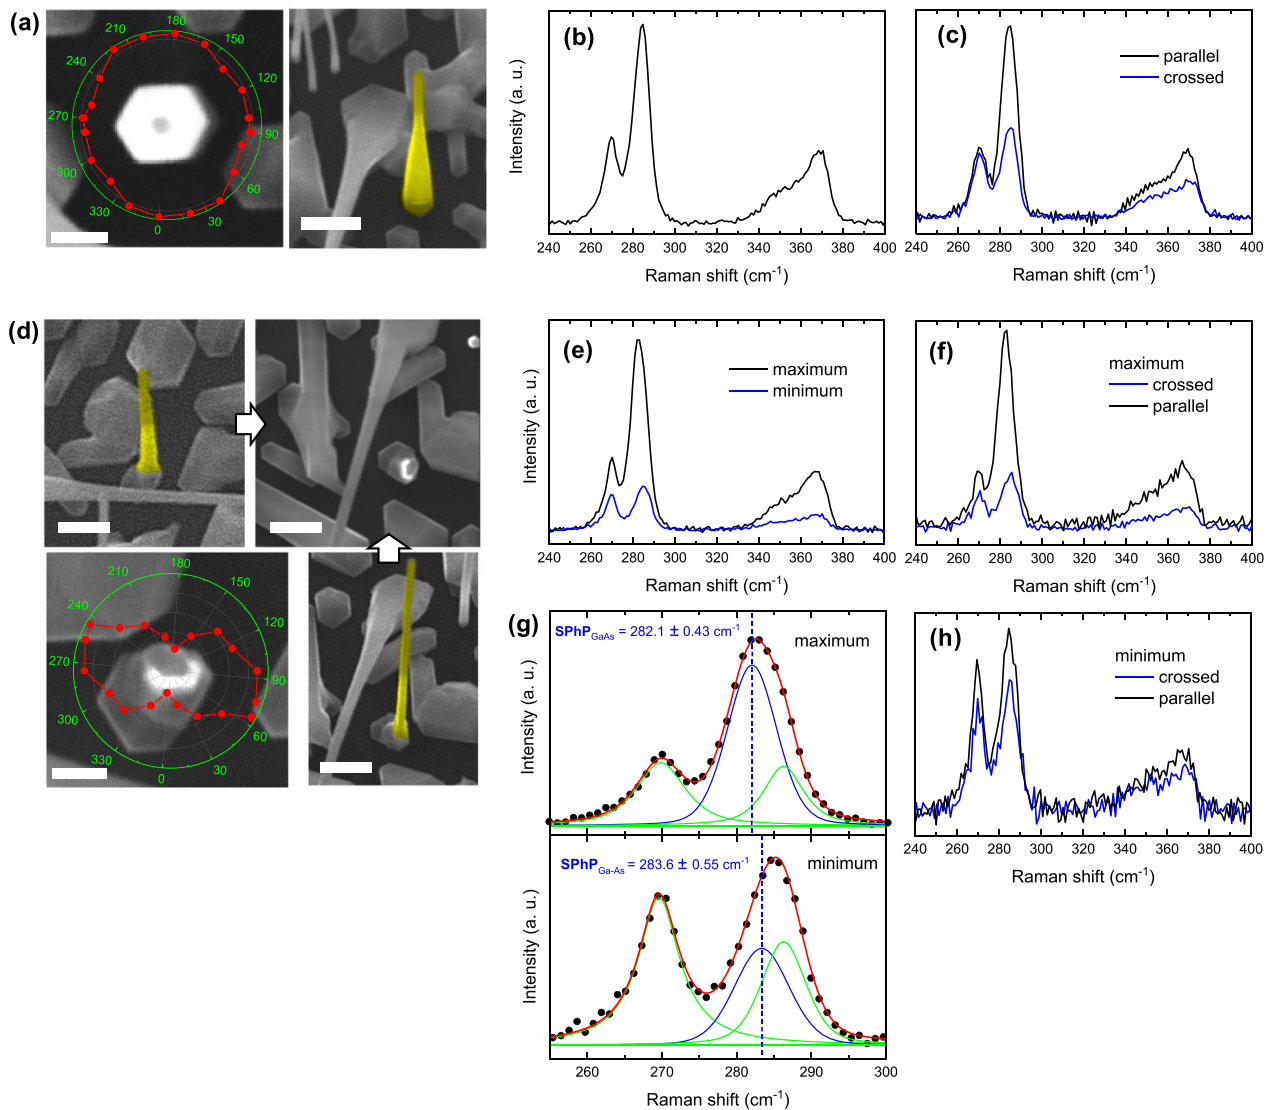 (a)
180
210
150
240
120
270
90
300
60
330
30
0
(b)
Intensity (a. u.)
240 260 280 300 320 340 360 380 400
Raman shift (cm-1)
(c)
parallel
crossed
240 260 280 300 320 340 360 380 400
Raman shift (cm-1)
(d)
180
210
150
240
120
270
90
300
60
330
30
0
(e)
maximum
minimum
Intensity (a. u.)
240 260 280 300 320 340 360 380 400
Raman shift (cm-1)
(f)
maximum
crossed
parallel
240 260 280 300 320 340 360 380 400
Raman shift (cm-1)
(g)
SPhPGaAs = 282.1 ± 0.43 cm-1
maximum
Intensity (a. u.)
SPhPGa-As = 283.6 ± 0.55 cm-1
minimum
Intensity (a. u.)
260 270 280 290 300
Raman shift (cm-1)
(h)
minimum
crossed
parallel
240 260 280 300 320 340 360 380 400
Raman shift (cm-1)